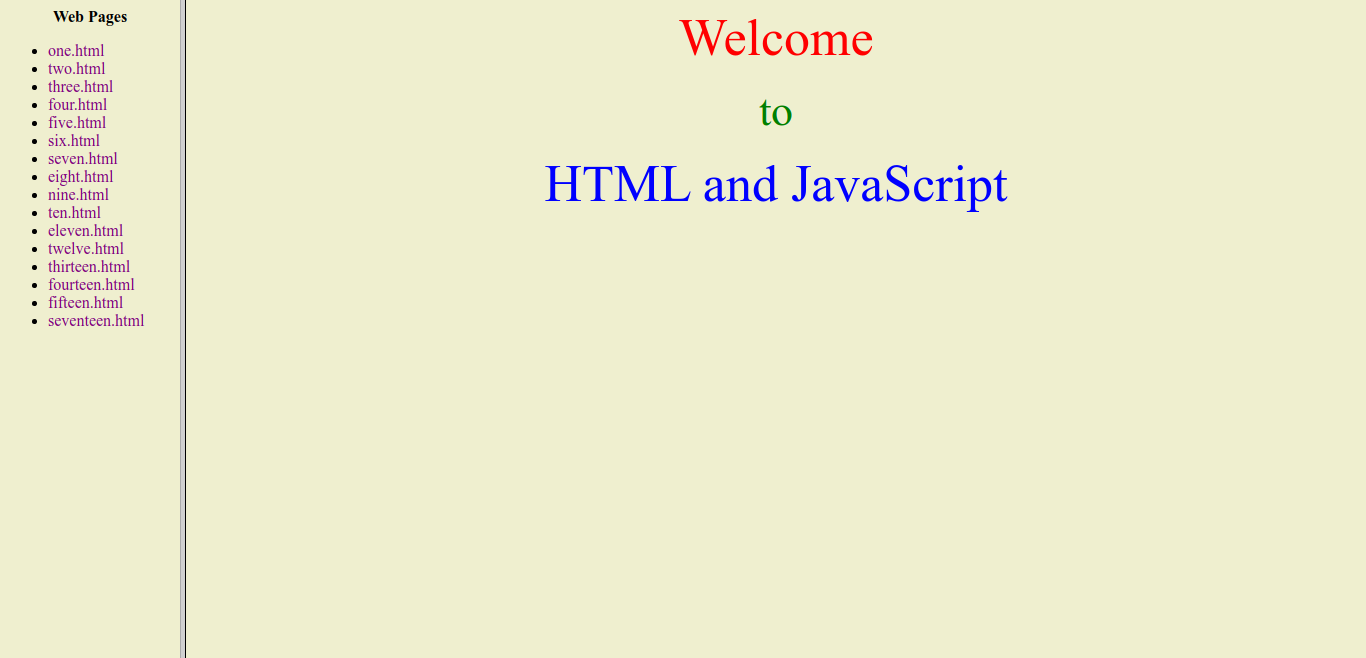 Web Pages
one.html
two.html
three.html
four.html
five.html
six.html
seven.html
eight.html
nine.html
ten.html
eleven.html
twelve.html
thirteen.html
fourteen.html
fifteen.html
seventeen.html
Welcome
to
HTML and JavaScript